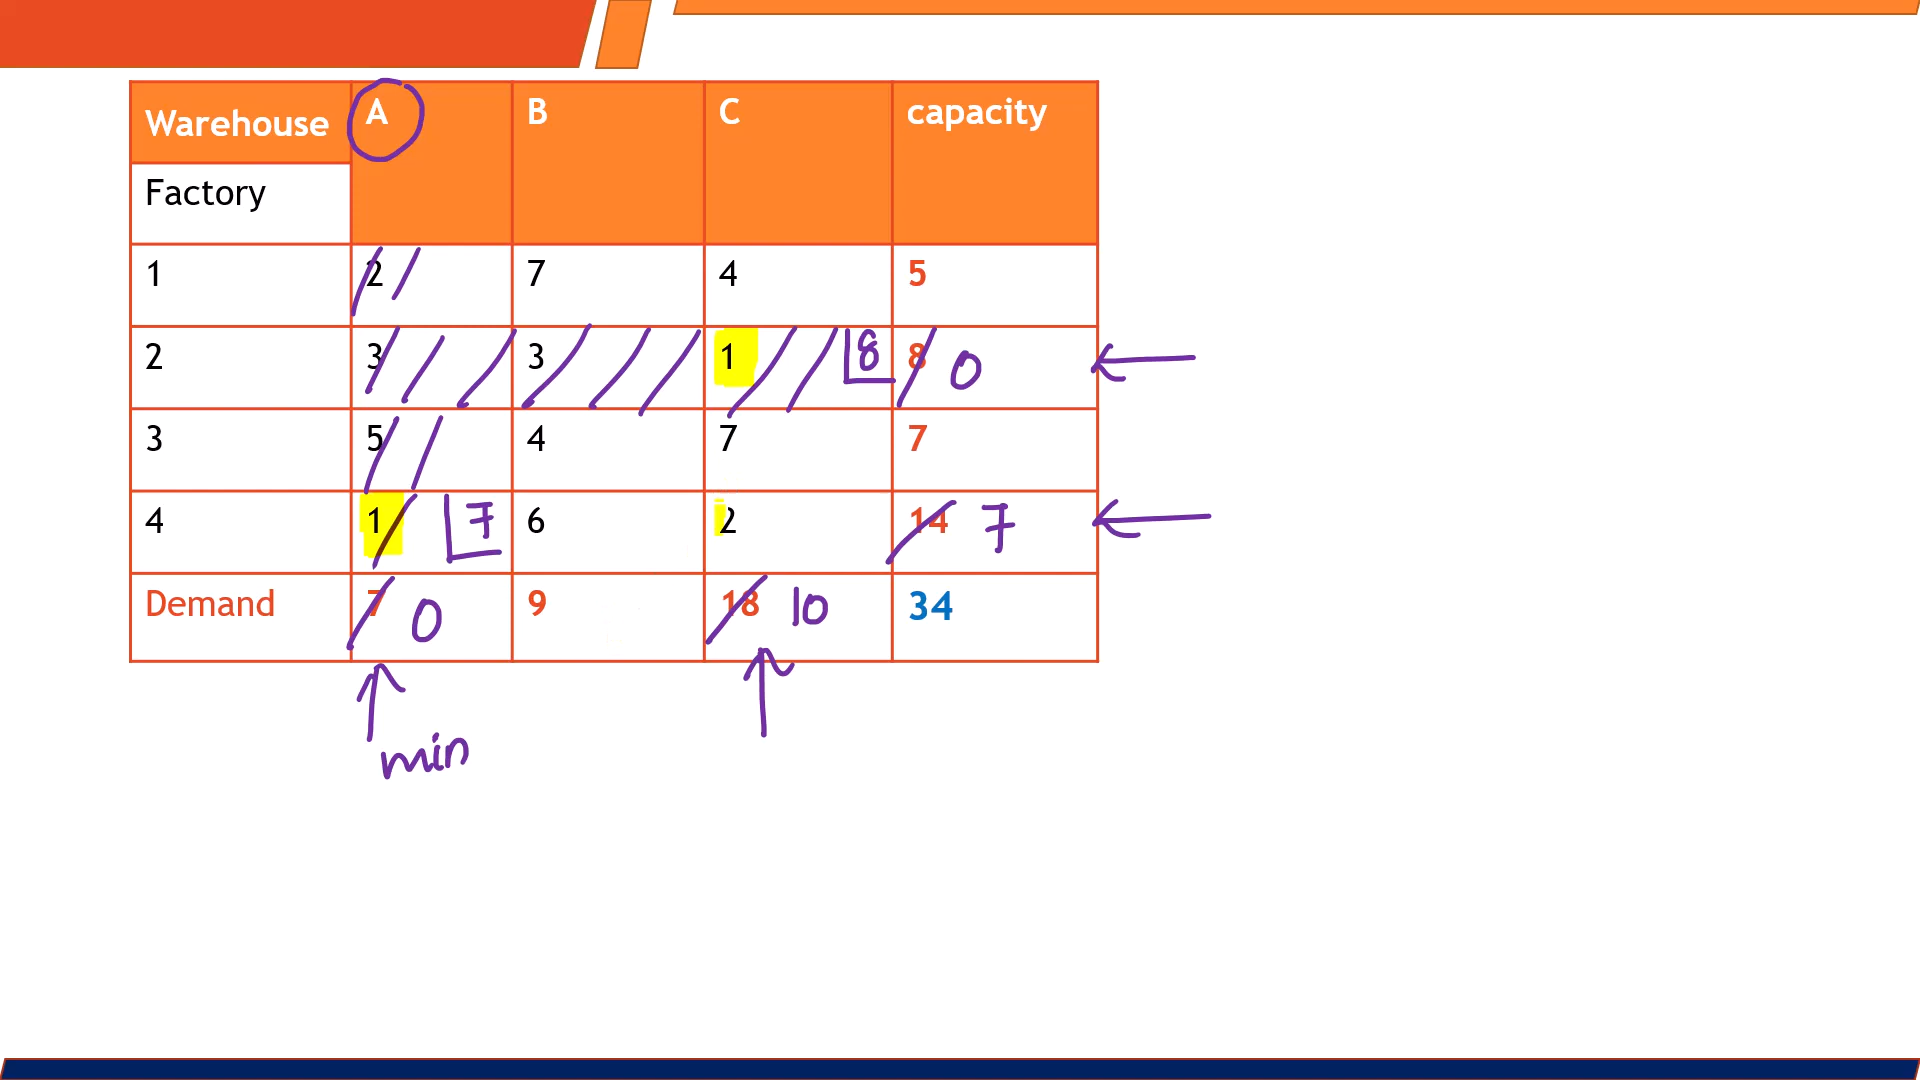 Warehouse A B C capacity
Factory
1 2 7 4 5
2 3 3 1 8 8 0
3 5 4 7 7
4 1 7 6 2 14 7
Demand 7 0 9 18 10 34
min